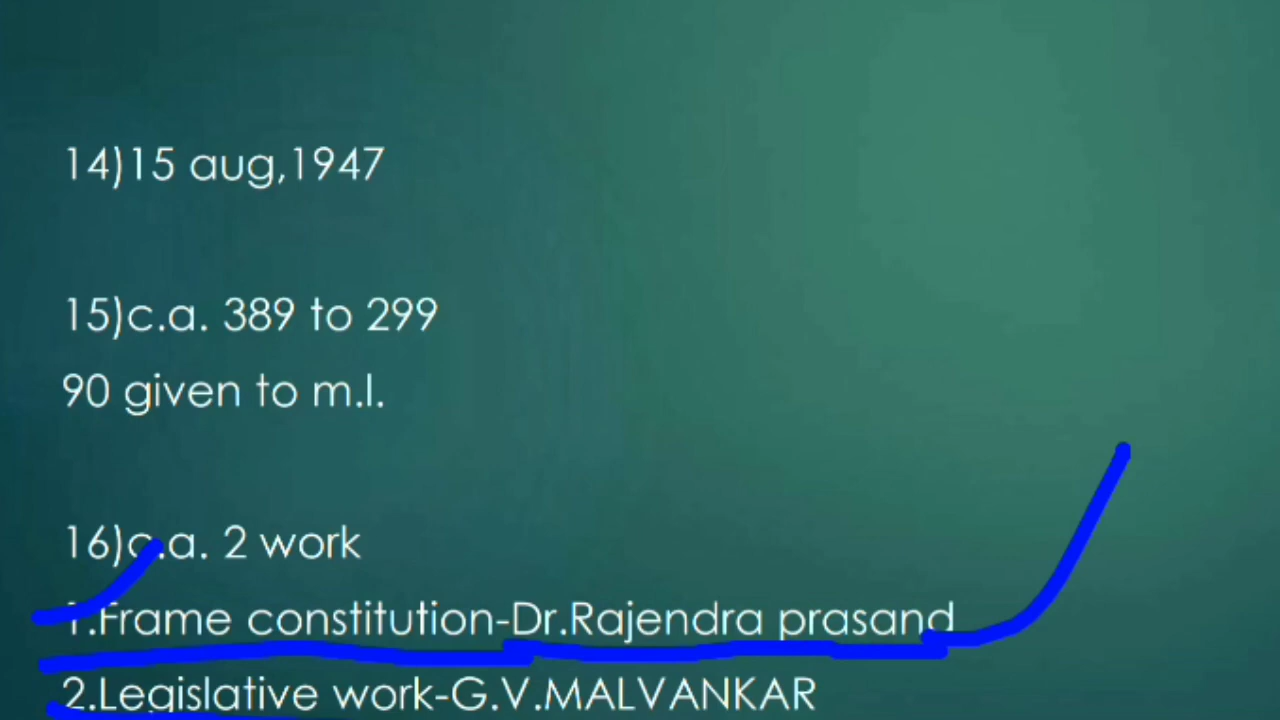 14)15 aug,1947
15)c.a. 389 to 299
90 given to m.l.
16)c.a. 2 work
1.Frame constitution-Dr.Rajendra prasand
2.Legislative work-G.V.MALVANKAR